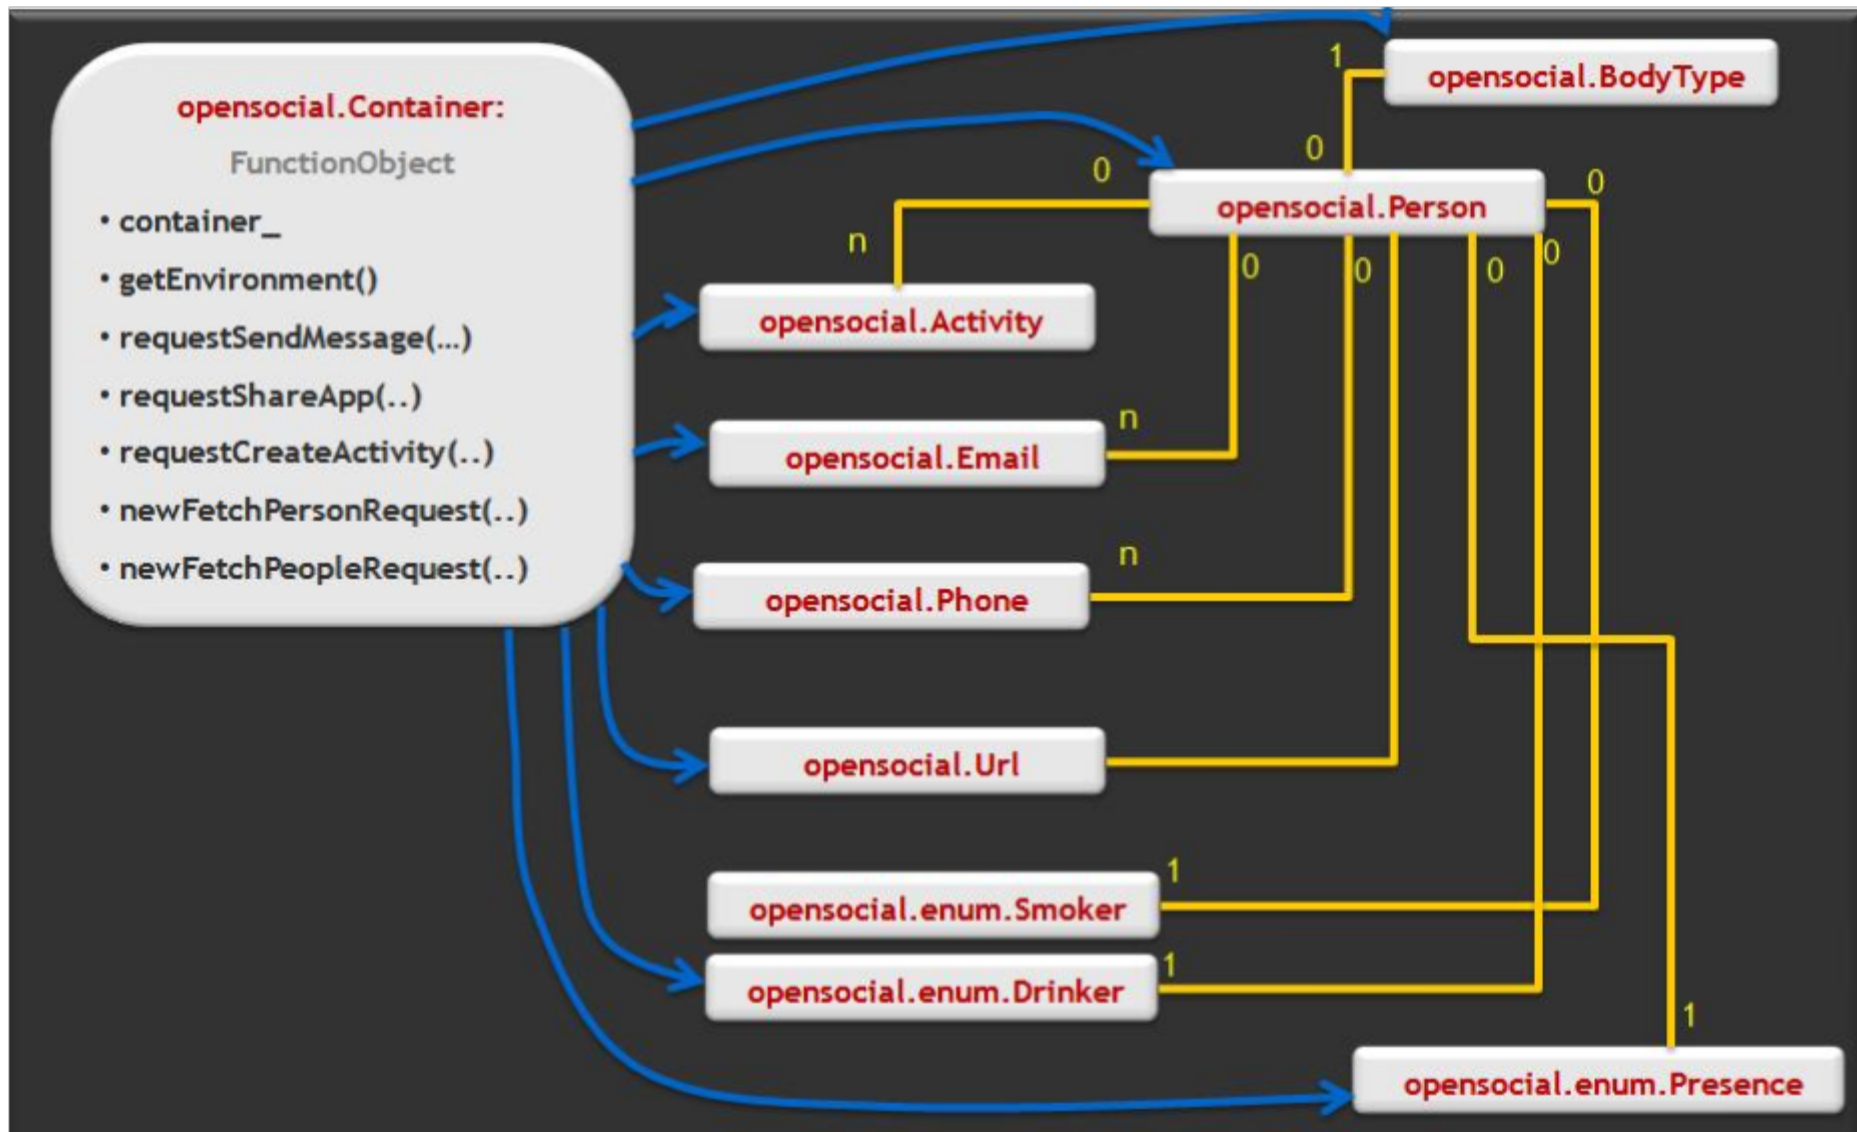 opensocial.Container:
FunctionObject
• container_
• getEnvironment()
• requestSendMessage(...)
• requestShareApp(..)
• requestCreateActivity(..)
• newFetchPersonRequest(..)
• newFetchPeopleRequest(..)
1
opensocial.BodyType
0
0
opensocial.Person
0
n
0
0
0
0
opensocial.Activity
n
opensocial.Email
n
opensocial.Phone
opensocial.Url
1
opensocial.enum.Smoker
1
opensocial.enum.Drinker
1
opensocial.enum.Presence